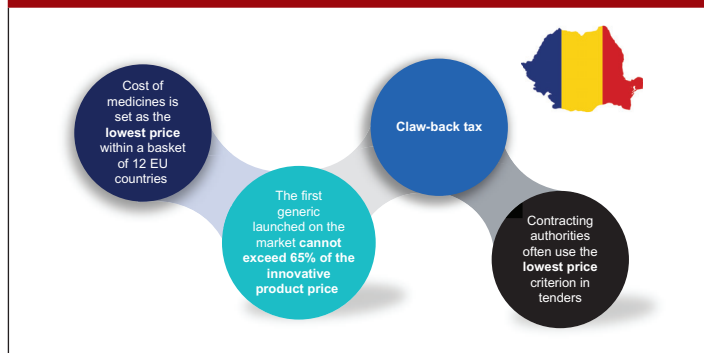 Cost of
medicines is
set as the
lowest price
within a basket
of 12 EU
countries
The first
generic
launched on the
market cannot
exceed 65% of the
innovative
product price
Claw-back tax
Contracting
authorities
often use the
lowest price
criterion in
tenders